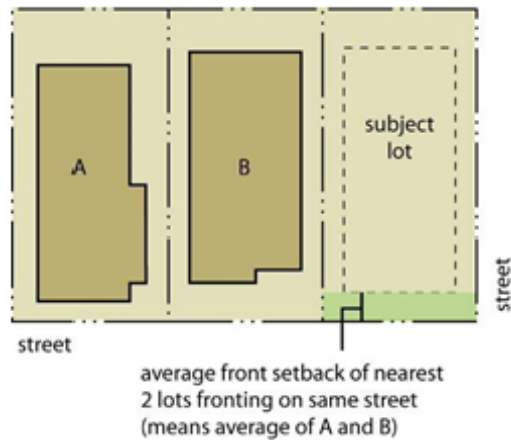 A
B
subject
lot
street
street
average front setback of nearest
2 lots fronting on same street
(means average of A and B)